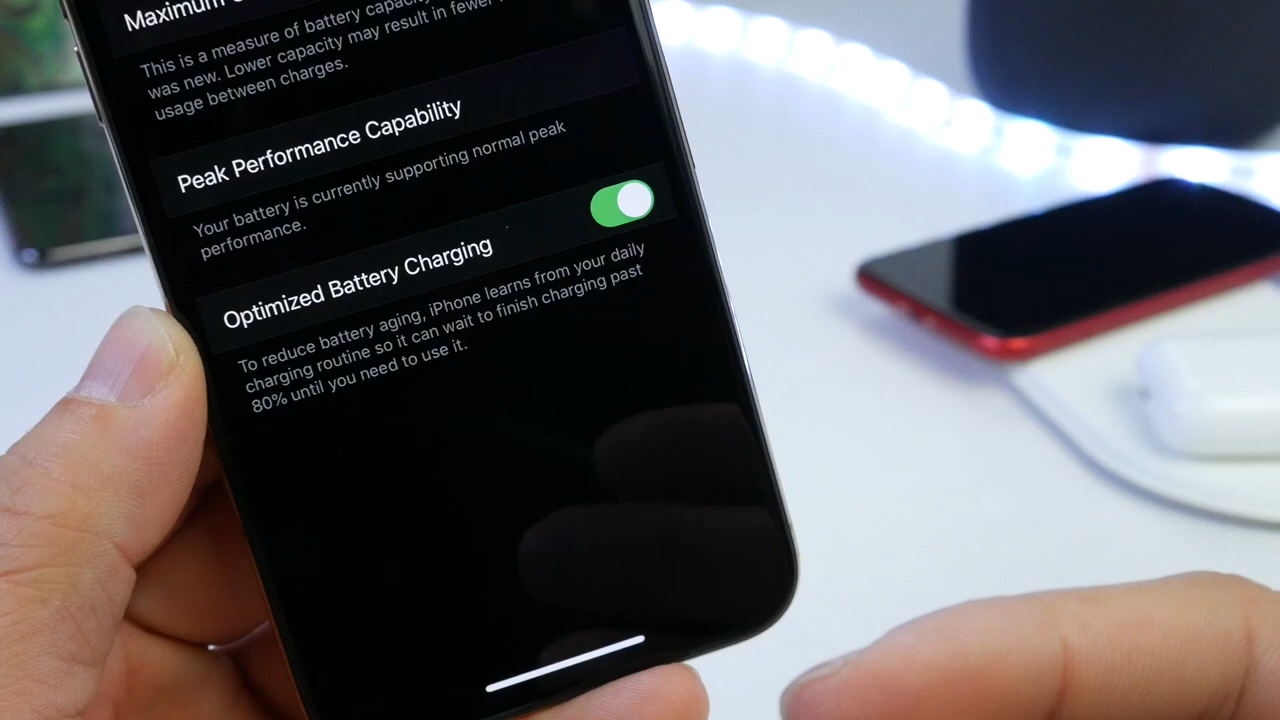 Maximum
This is a measure of battery capacity
was new. Lower capacity may result in fewer
usage between charges.
Peak Performance Capability
Your battery is currently supporting normal peak
performance.
Optimized Battery Charging
To reduce battery aging, iPhone learns from your daily
charging routine so it can wait to finish charging past
80% until you need to use it.